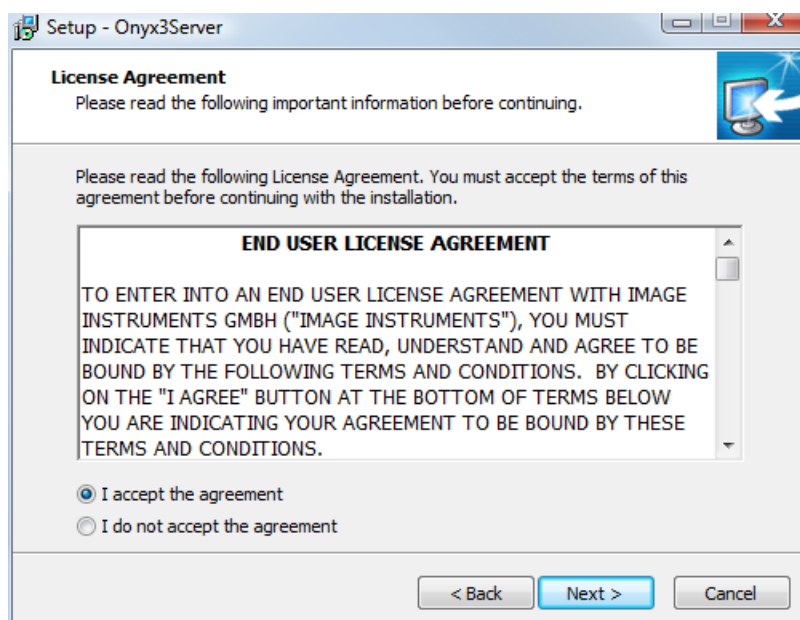 Setup - Onyx3Server
License Agreement
Please read the following important information before continuing.
Please read the following License Agreement. You must accept the terms of this
agreement before continuing with the installation.
END USER LICENSE AGREEMENT
TO ENTER INTO AN END USER LICENSE AGREEMENT WITH IMAGE
INSTRUMENTS GMBH ("IMAGE INSTRUMENTS"), YOU MUST
INDICATE THAT YOU HAVE READ, UNDERSTAND AND AGREE TO BE
BOUND BY THE FOLLOWING TERMS AND CONDITIONS.  BY CLICKING
ON THE "I AGREE" BUTTON AT THE BOTTOM OF TERMS BELOW
YOU ARE INDICATING YOUR AGREEMENT TO BE BOUND BY THESE
TERMS AND CONDITIONS.
I accept the agreement
I do not accept the agreement
< Back Next > Cancel